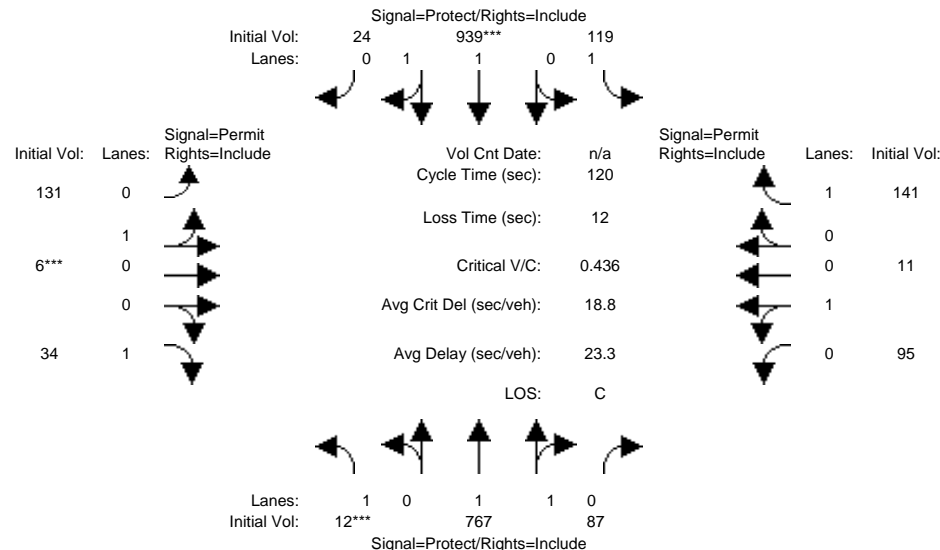 Signal=Protect/Rights=Include
Initial Vol: 24 939*** 119
Lanes: 0 1 1 0 1
Signal=Permit Signal=Permit
Initial Vol: Lanes: Rights=Include Vol Cnt Date: n/a Rights=Include Lanes: Initial Vol:
Cycle Time (sec): 120
131 0 1 141
Loss Time (sec): 12
1 0
6*** 0 Critical V/C: 0.436 0 11
0 Avg Crit Del (sec/veh): 18.8 1
34 1 Avg Delay (sec/veh): 23.3 0 95
LOS: C
Lanes: 1 0 1 1 0
Initial Vol: 12*** 767 87
Signal=Protect/Rights=Include